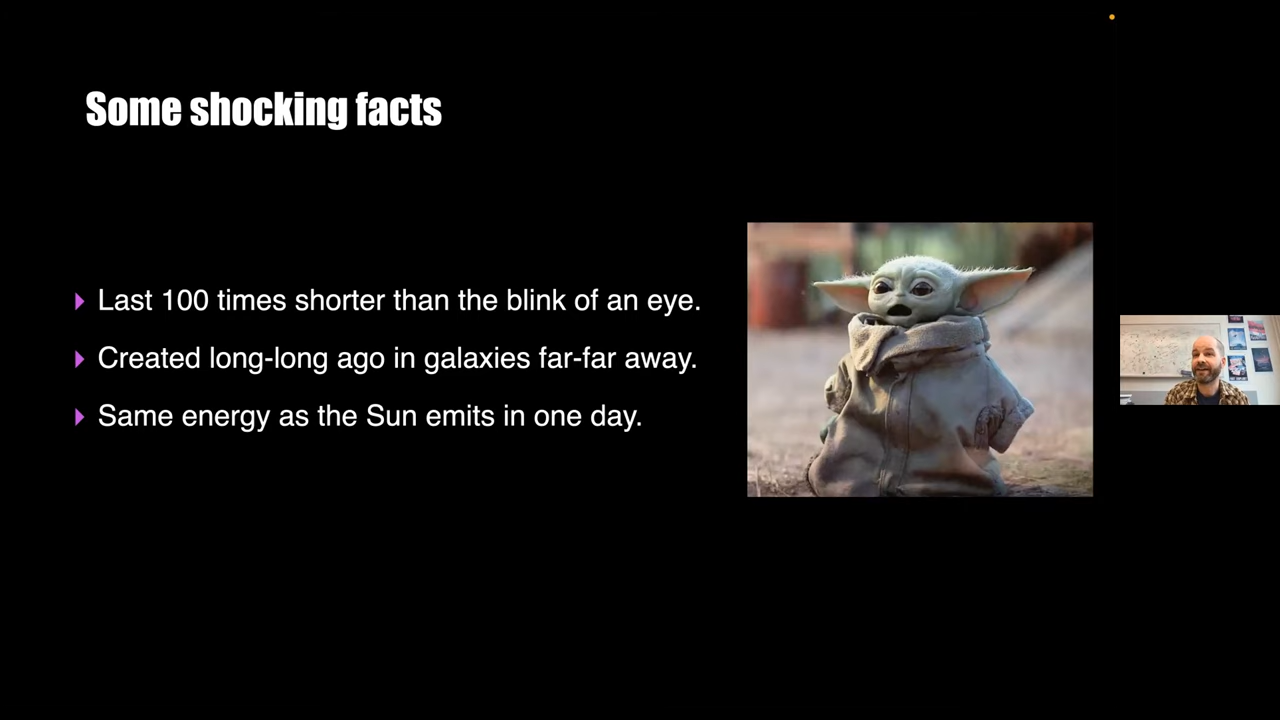 Some shocking facts
Last 100 times shorter than the blink of an eye.
Created long-long ago in galaxies far-far away.
Same energy as the Sun emits in one day.